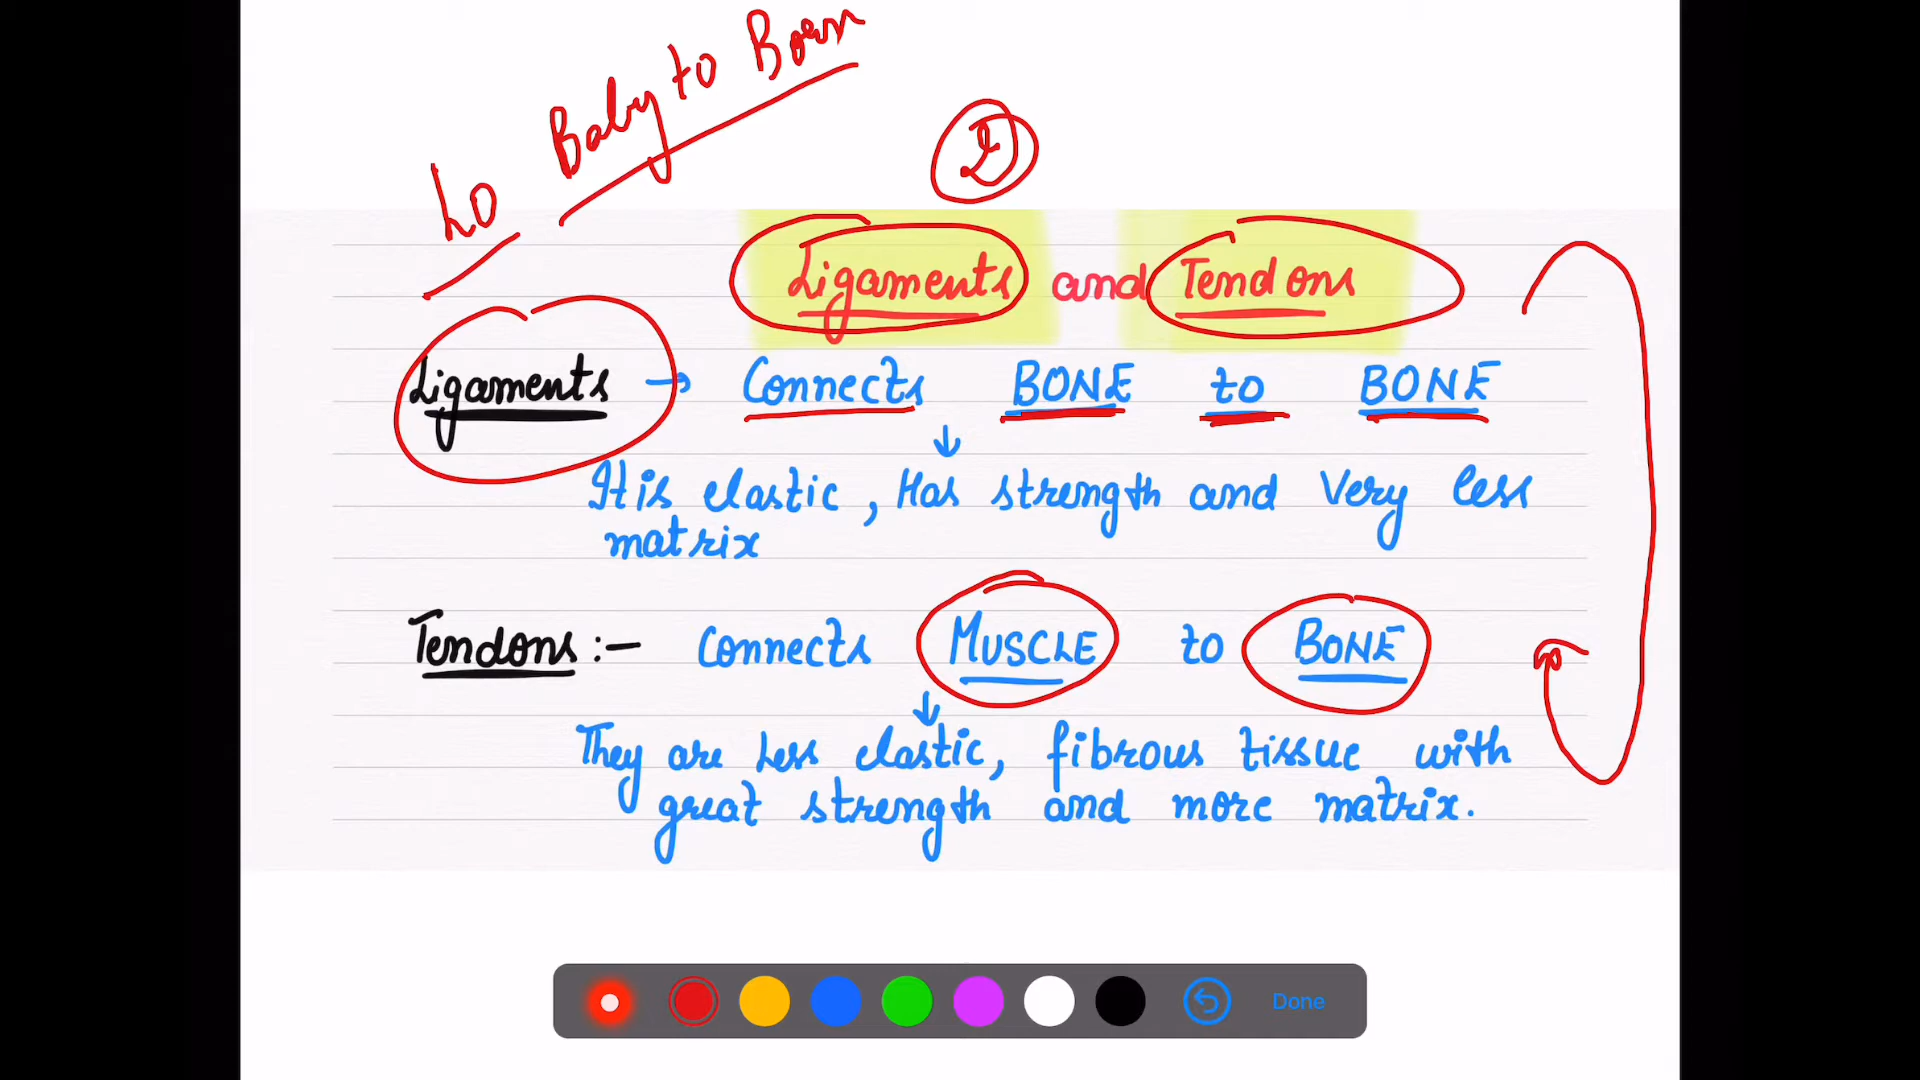 Baby to Born
LO
2
Ligaments and Tendons
Ligaments → Connects BONE to BONE
↓
It is elastic, Has strength and Very less
matrix
Tendons :- Connects MUSCLE to BONE
↓
They are Less elastic, fibrous tissue with
great strength and more matrix.
Done